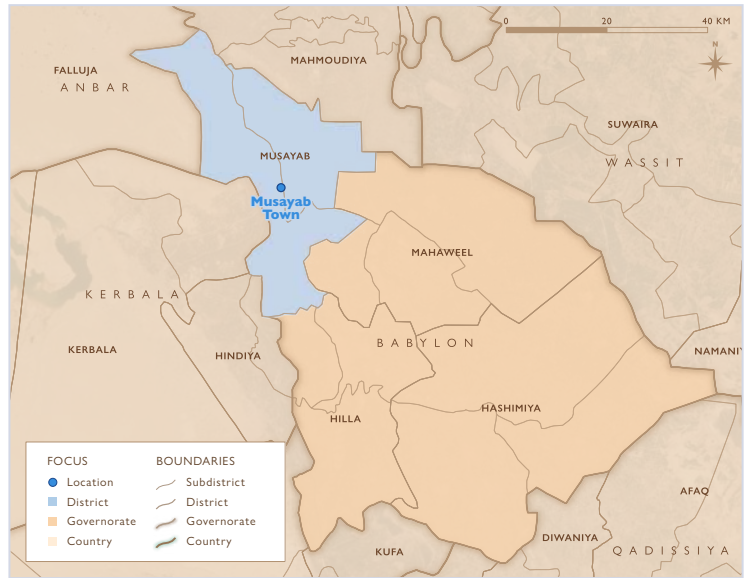 0 20 40 KM
N
MAHMOUDIYA
FALLUJA
ANBAR
SUWAIRA
WASSIT
MUSAYAB
Musayab
Town
MAHAWEEL
KERBALA
BABYLON
KERBALA
HINDIYA
NAMANI
HASHIMIYA
HILLA
AFAQ
DIWANIYA
QADISSIYA
KUFA
FOCUS
Location
District
Governorate
Country
BOUNDARIES
Subdistrict
District
Governorate
Country